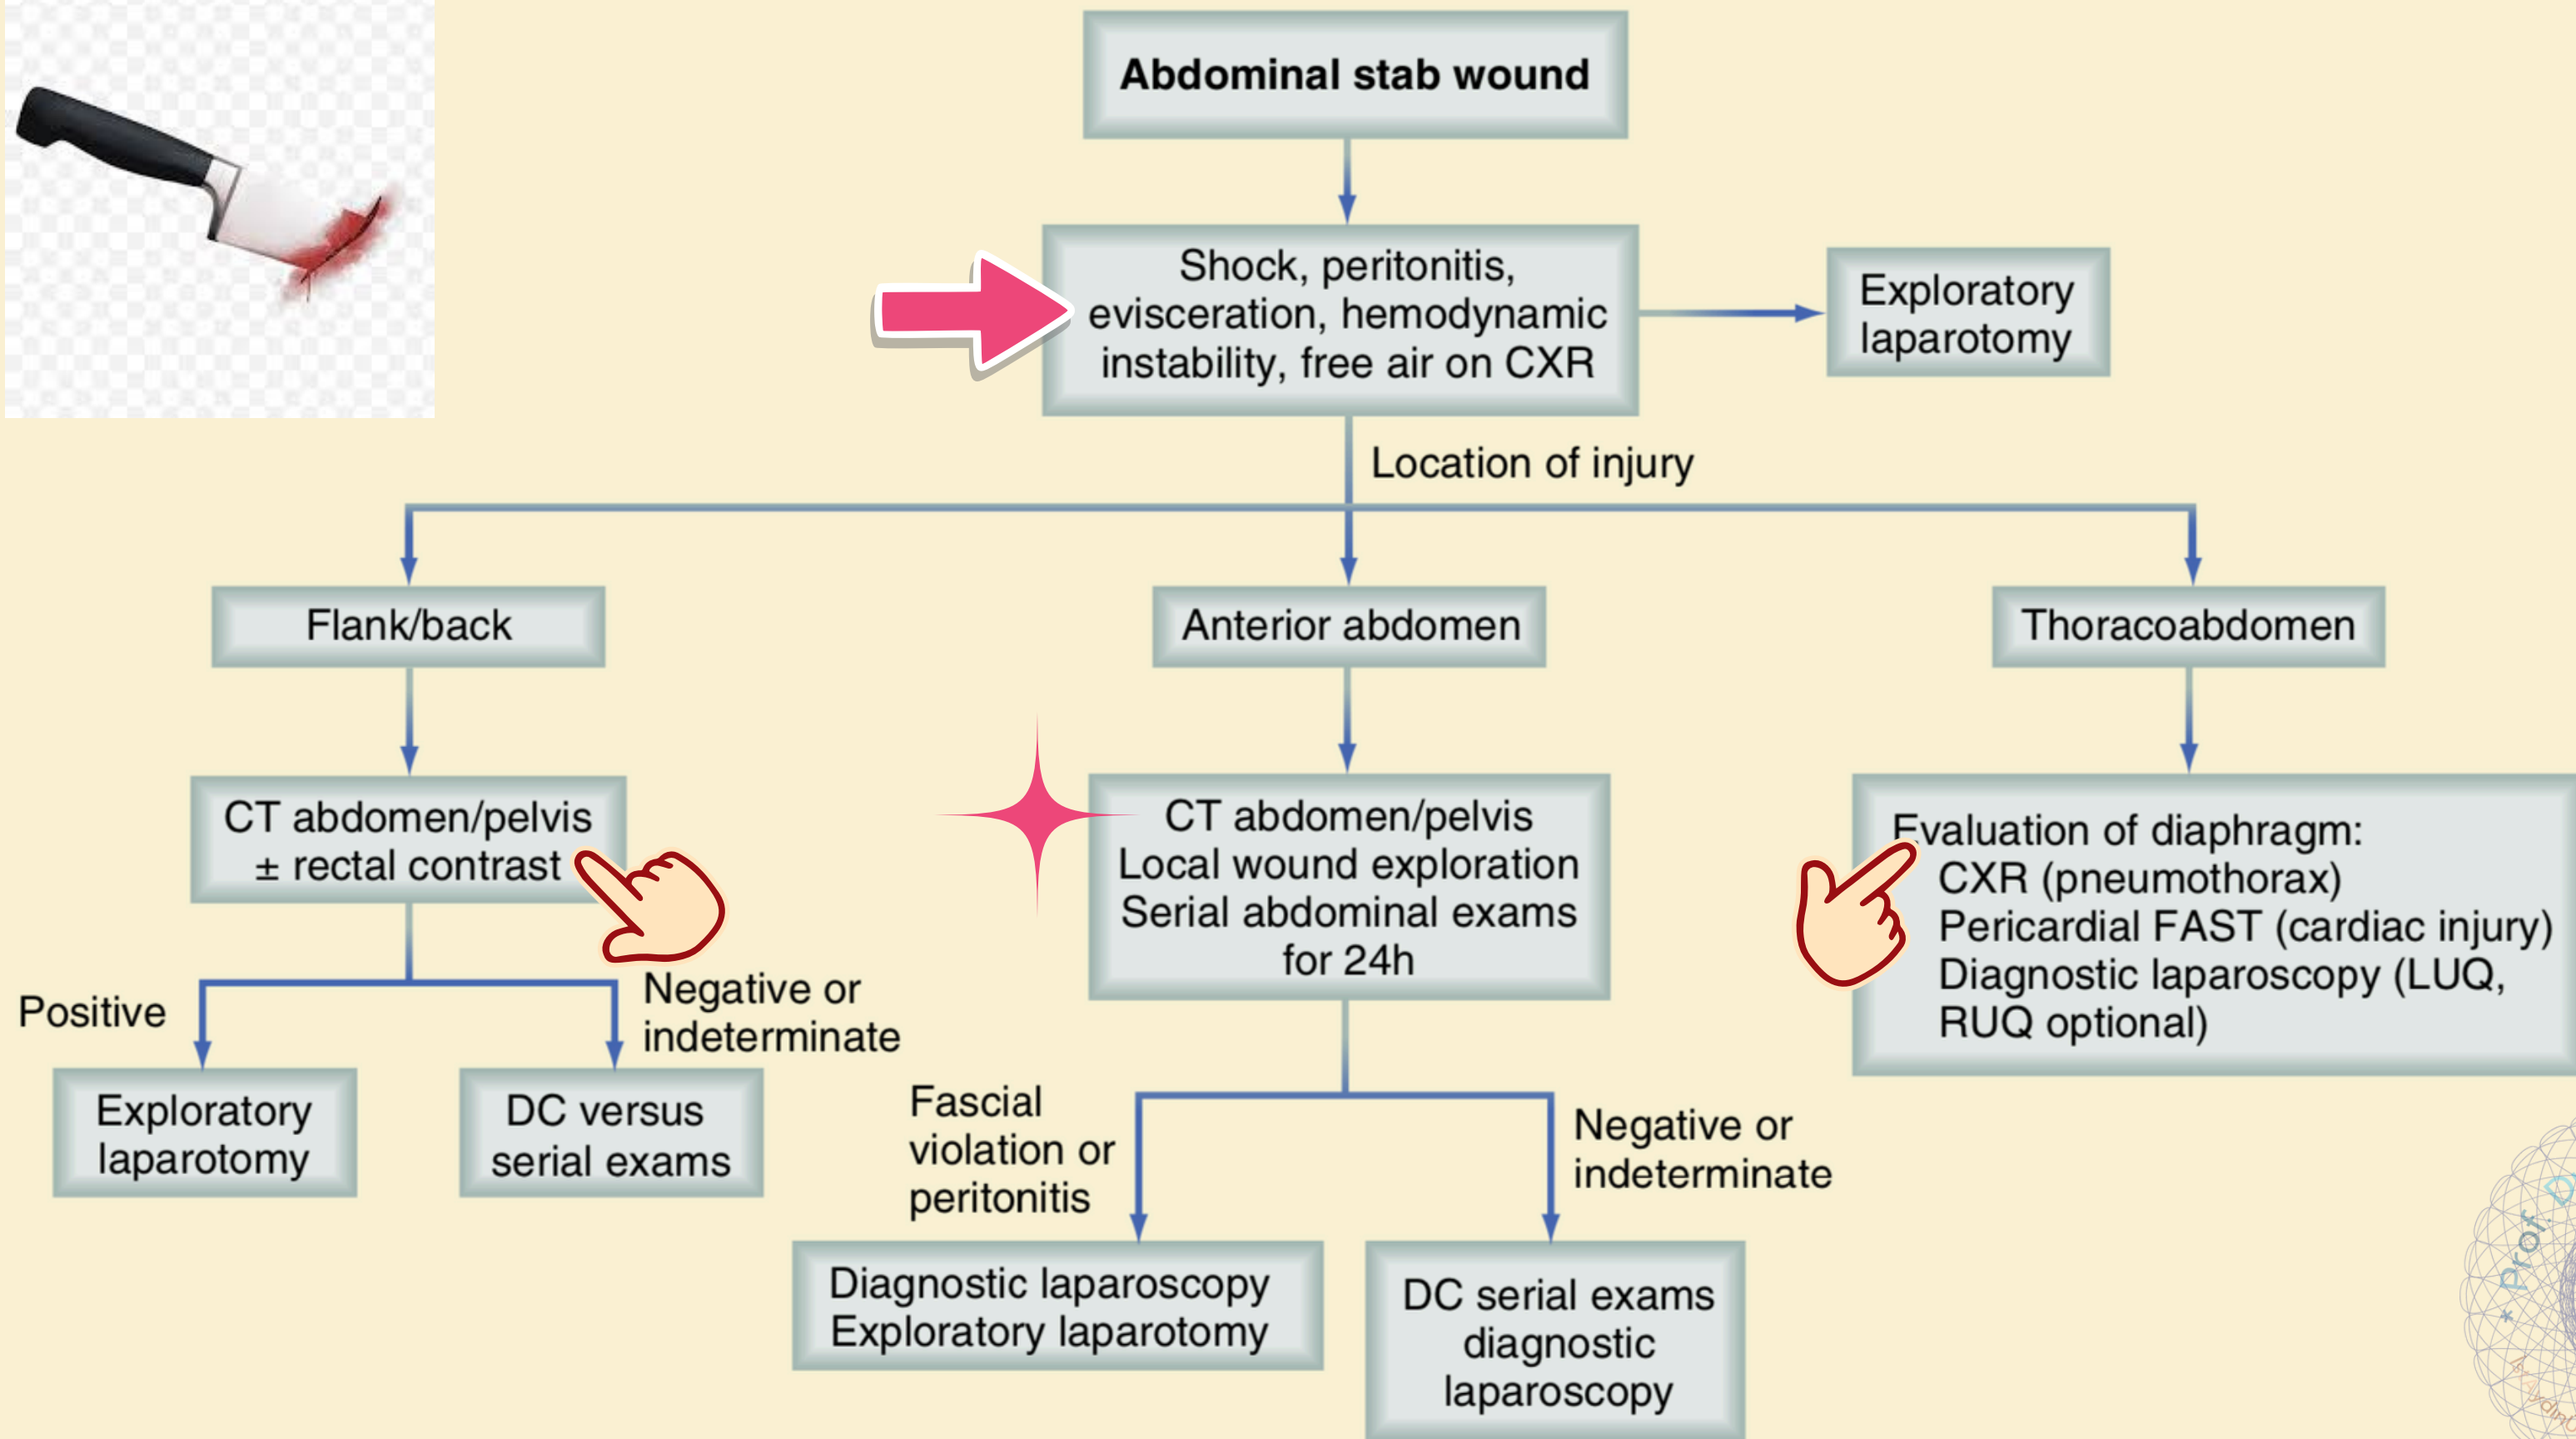 Abdominal stab wound
Shock, peritonitis,
evisceration, hemodynamic
instability, free air on CXR
Exploratory
laparotomy
Location of injury
Flank/back
Anterior abdomen
Thoracoabdomen
CT abdomen/pelvis
± rectal contrast
CT abdomen/pelvis
Local wound exploration
Serial abdominal exams
for 24h
Evaluation of diaphragm:
CXR (pneumothorax)
Pericardial FAST (cardiac injury)
Diagnostic laparoscopy (LUQ,
RUQ optional)
Positive
Negative or
indeterminate
Exploratory
laparotomy
DC versus
serial exams
Fascial
violation or
peritonitis
Negative or
indeterminate
Diagnostic laparoscopy
Exploratory laparotomy
DC serial exams
diagnostic
laparoscopy
* Prof.